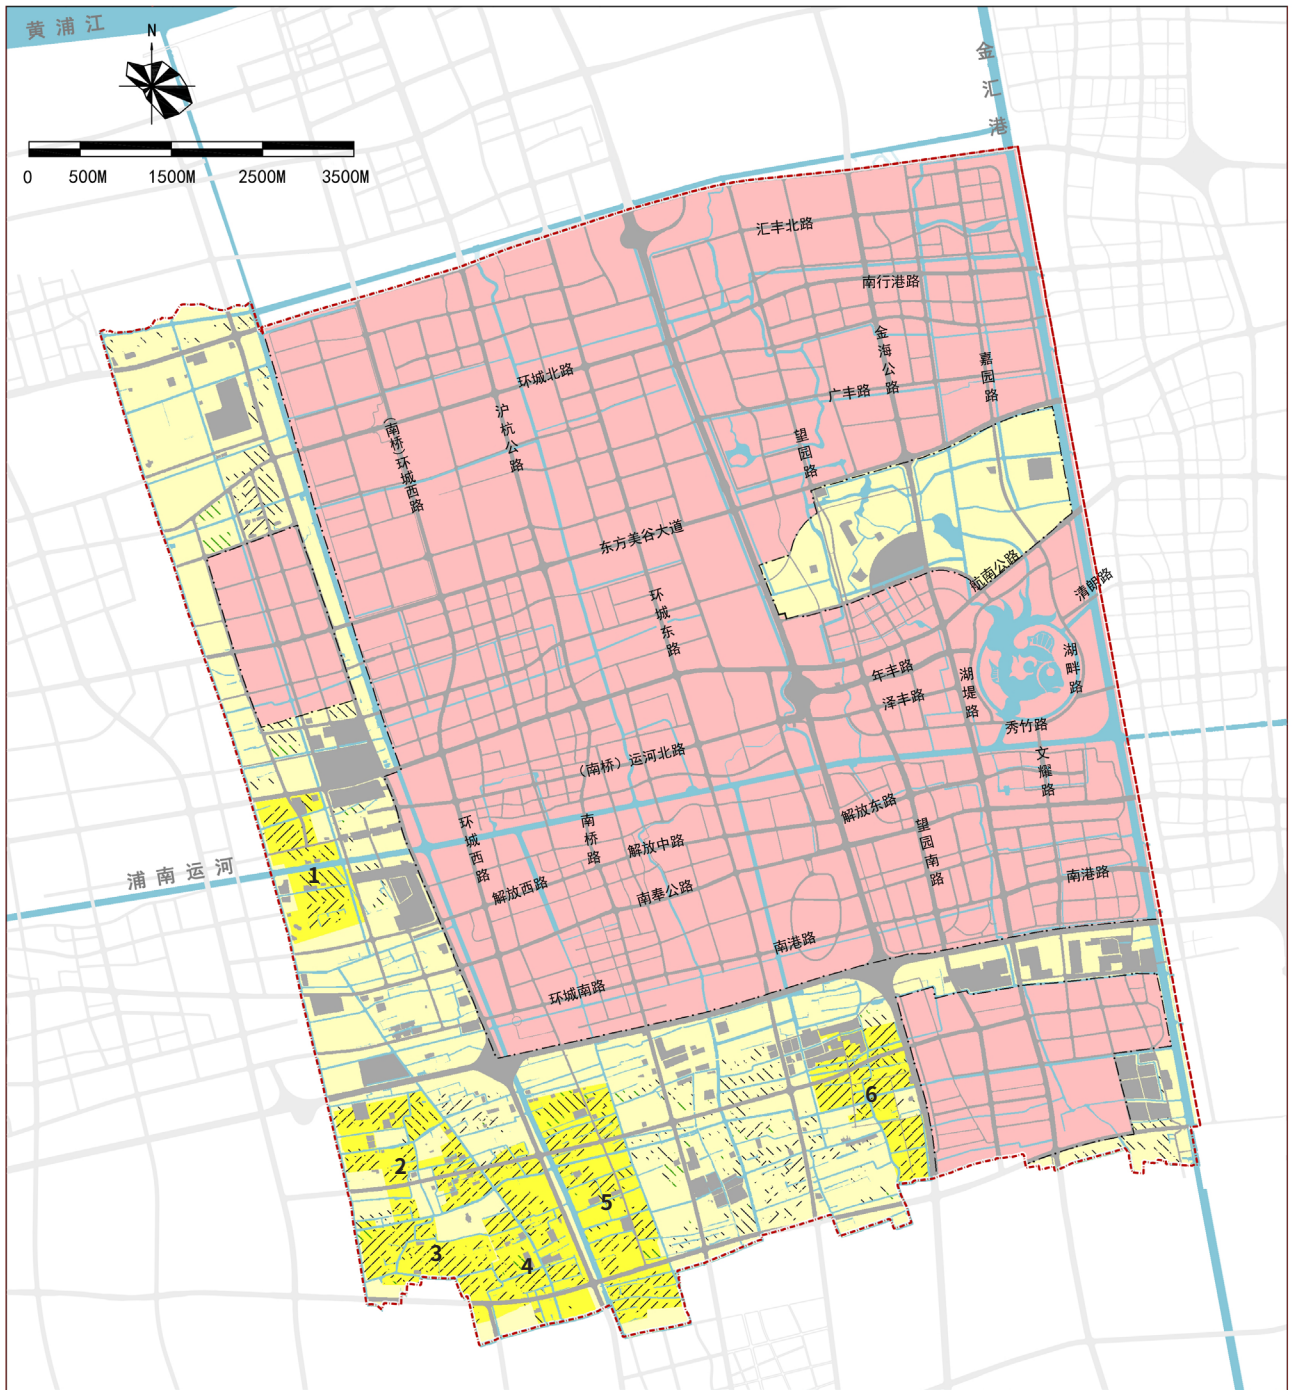 黄浦江
N
金汇港
0 500M 1500M 2500M 3500M
汇丰北路
南行港路
金海公路
嘉园路
环城北路
广丰路
沪杭公路
(南桥)环城西路
望园路
东方美谷大道
航南公路
清朗路
环城东路
湖畔路
年丰路
湖堤路
泽丰路
秀竹路
(南桥)运河北路
文耀路
解放东路
环城西路
南桥路
望园南路
解放中路
浦南运河
1
解放西路
南奉公路
南港路
南港路
环城南路
6
2
5
3
4